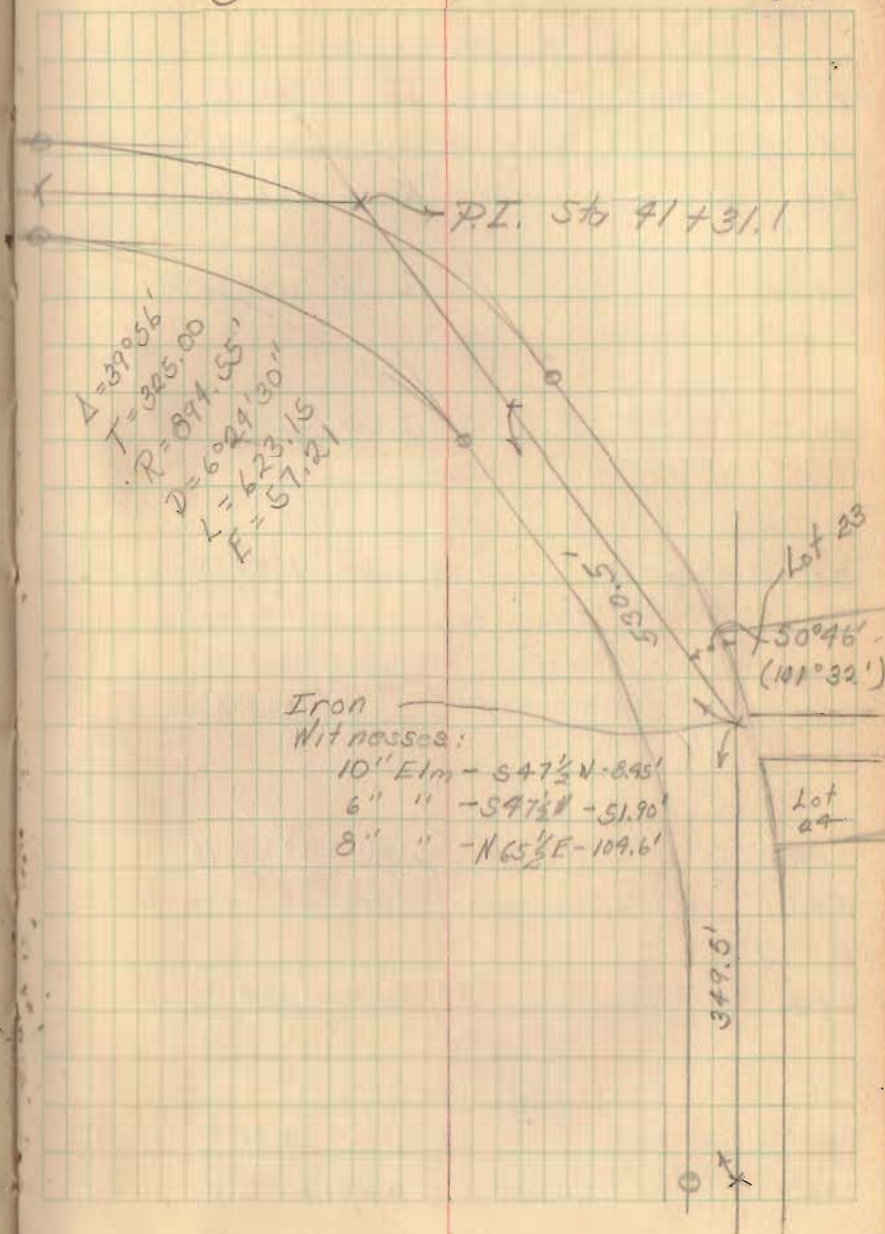 P.I. Sta 41+31.1
Δ=39°56'
T=325.00
R=894.55'
D=6°24'30"
L=623.15
E=57.21
530.5'
Lot 23
50°46'
(101°32')
Iron
Witnesses:
10" Elm - S47½W - 8.95'
6" " - S47½W - 51.90'
8" " - N65½E - 109.6'
Lot
24
349.5'